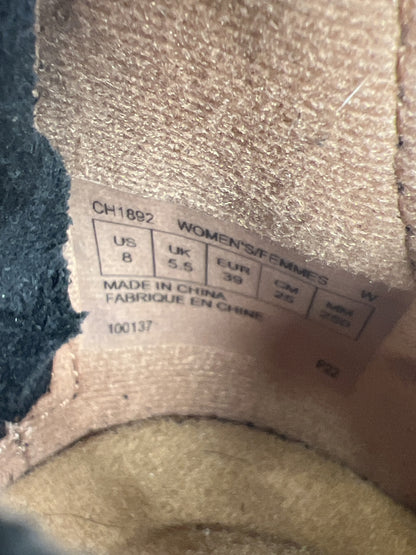 CH1892 WOMEN'S/FEMMES W
US UK EUR CM MM
8 5.5 39 25 250
MADE IN CHINA
FABRIQUE EN CHINE
100137
P22